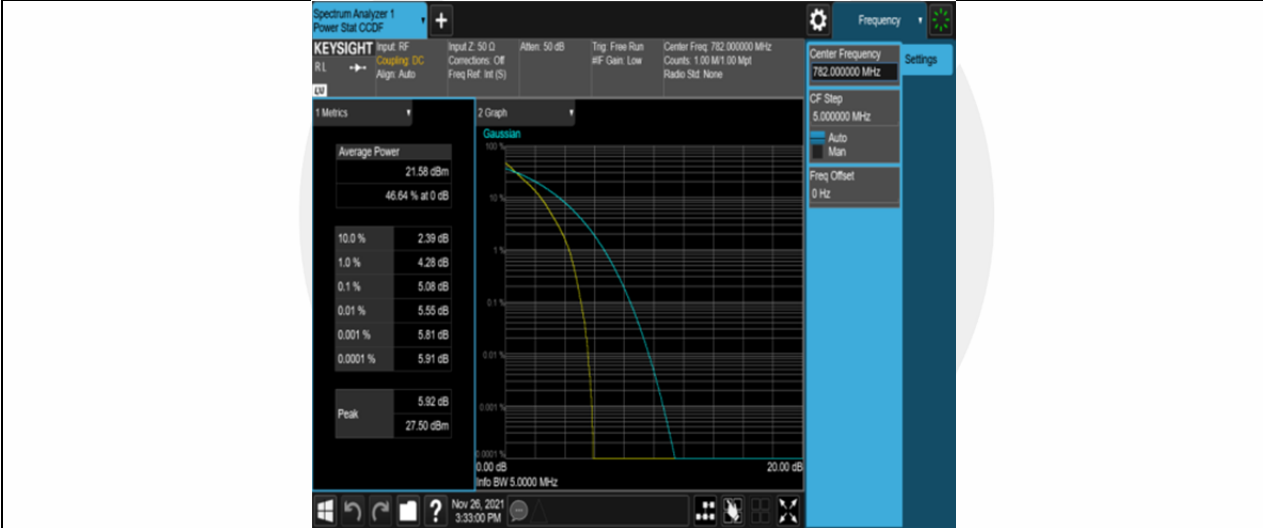 Spectrum Analyzer 1
Power Stat CCDF
Frequency
KEYSIGHT
RL
LU
Input: RF
Coupling: DC
Align: Auto
Input Z: 50 Ω
Corrections: Off
Freq Ref: Int (S)
Atten: 50 dB
Trig: Free Run
#IF Gain: Low
Center Freq: 782.000000 MHz
Counts: 1.00 M/1.00 Mpt
Radio Std: None
Center Frequency
782.000000 MHz
Settings
CF Step
5.000000 MHz
Auto
Man
Freq Offset
0 Hz
1 Metrics
Average Power
21.58 dBm
46.64 % at 0 dB
10.0 % 2.39 dB
1.0 % 4.28 dB
0.1 % 5.08 dB
0.01 % 5.55 dB
0.001 % 5.81 dB
0.0001 % 5.91 dB
Peak
5.92 dB
27.50 dBm
2 Graph
Gaussian
100 %
10 %
1 %
0.1 %
0.01 %
0.001 %
0.0001 %
0.00 dB
20.00 dB
Info BW 5.0000 MHz
?
Nov 26, 2021
3:33:00 PM